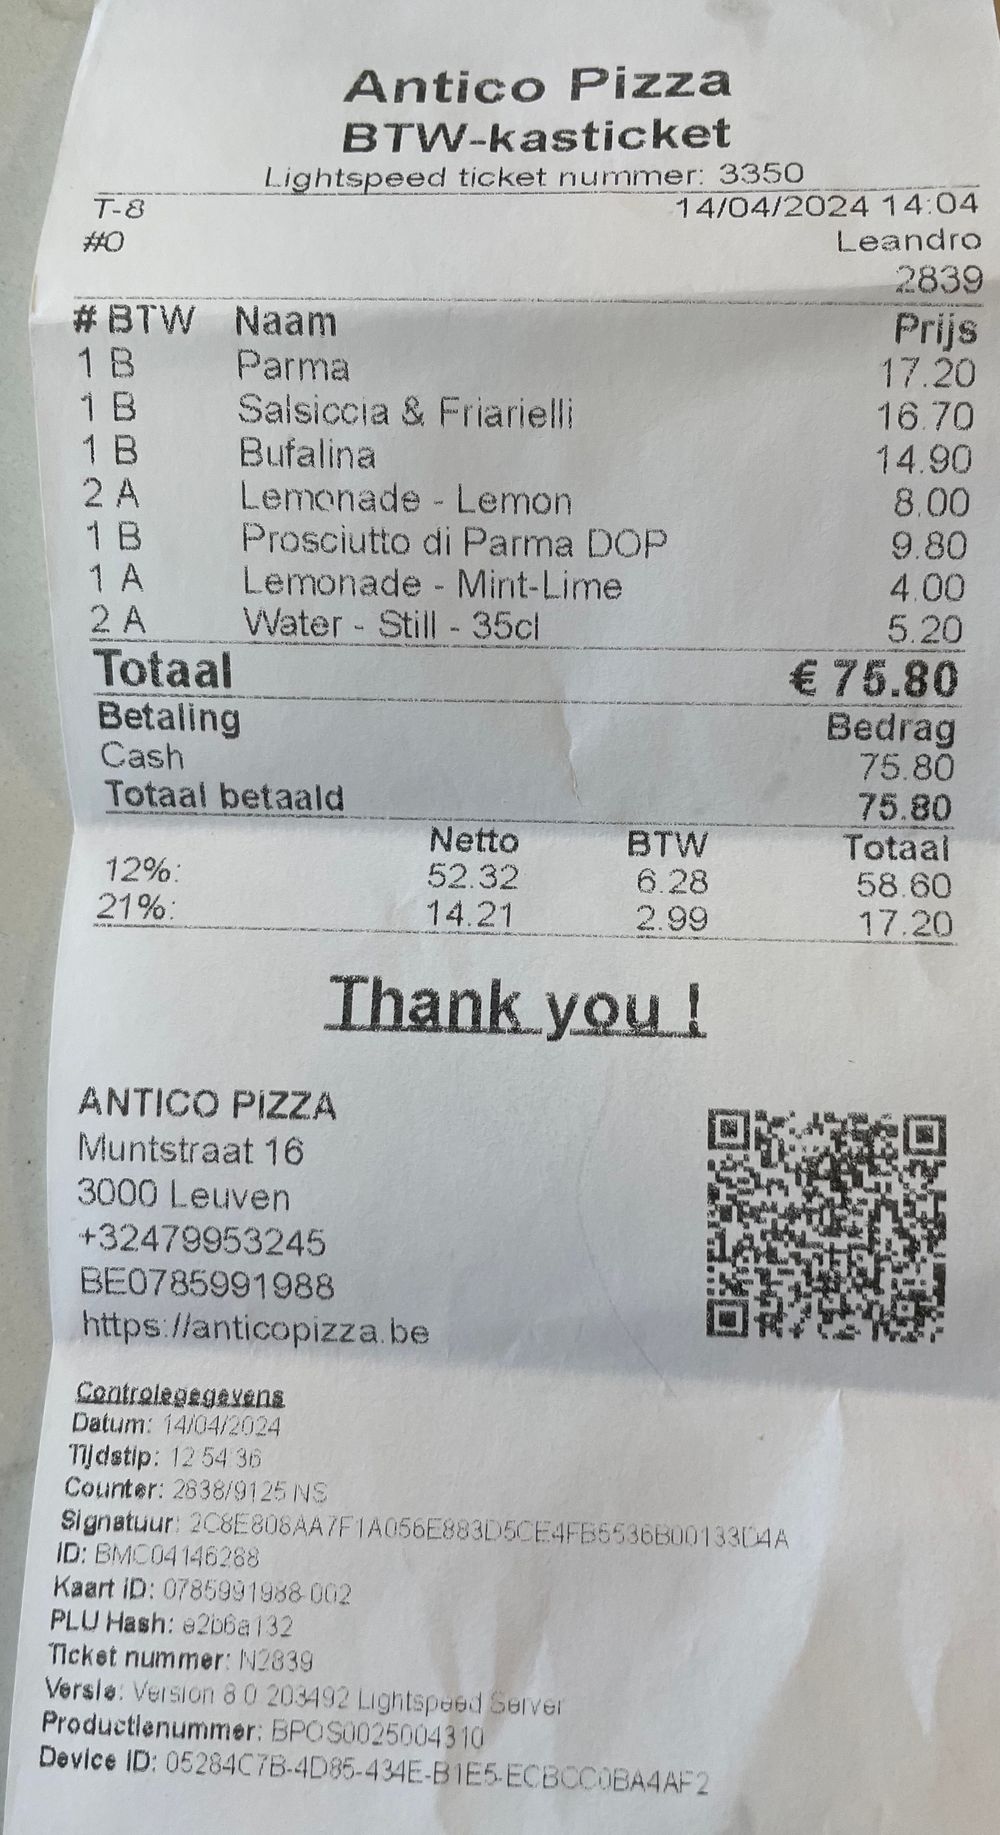 Antico Pizza
BTW-kasticket
Lightspeed ticket nummer: 3350
T-8 14/04/2024 14:04
#0 Leandro
2839
# BTW Naam Prijs
1 B Parma 17.20
1 B Salsiccia & Friarielli 16.70
1 B Bufalina 14.90
2 A Lemonade - Lemon 8.00
1 B Prosciutto di Parma DOP 9.80
1 A Lemonade - Mint-Lime 4.00
2 A Water - Still - 35cl 5.20
Totaal € 75.80
Betaling Bedrag
Cash 75.80
Totaal betaald 75.80
Netto BTW Totaal
12%: 52.32 6.28 58.60
21%: 14.21 2.99 17.20
Thank you !
ANTICO PIZZA
Muntstraat 16
3000 Leuven
+32479953245
BE0785991988
https://anticopizza.be
Controlegegevens
Datum: 14/04/2024
Tijdstip: 12:54:36
Counter: 2838/9125 NS
Signatuur: 2C8E808AA7F1A056E883D5CE4FB5536B00133D4A
ID: BMC04146288
Kaart ID: 0785991988-002
PLU Hash: e2b6a132
Ticket nummer: N2839
Versie: Version 8.0 203492 Lightspeed Server
Productienummer: BPOS0025004310
Device ID: 05284C7B-4D85-434E-B1E5-ECBCC0BA4AF2